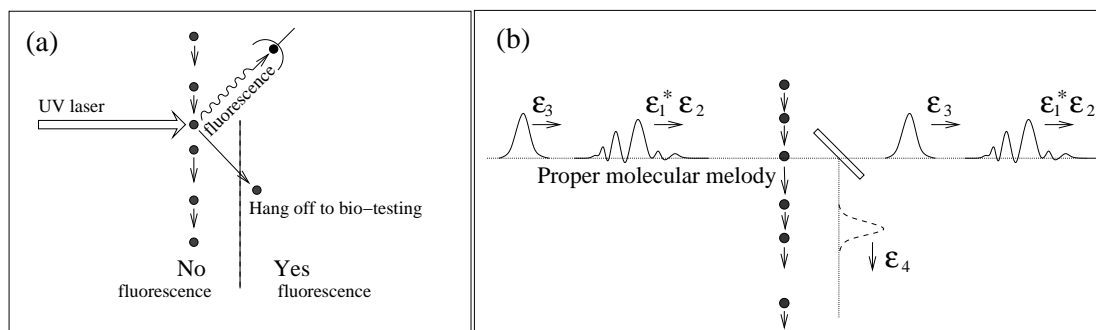 (a)
UV laser
fluorescence
Hang off to bio-testing
No
fluorescence
Yes
fluorescence
(b)
ε3
ε1* ε2
ε3
ε1* ε2
Proper molecular melody
ε4